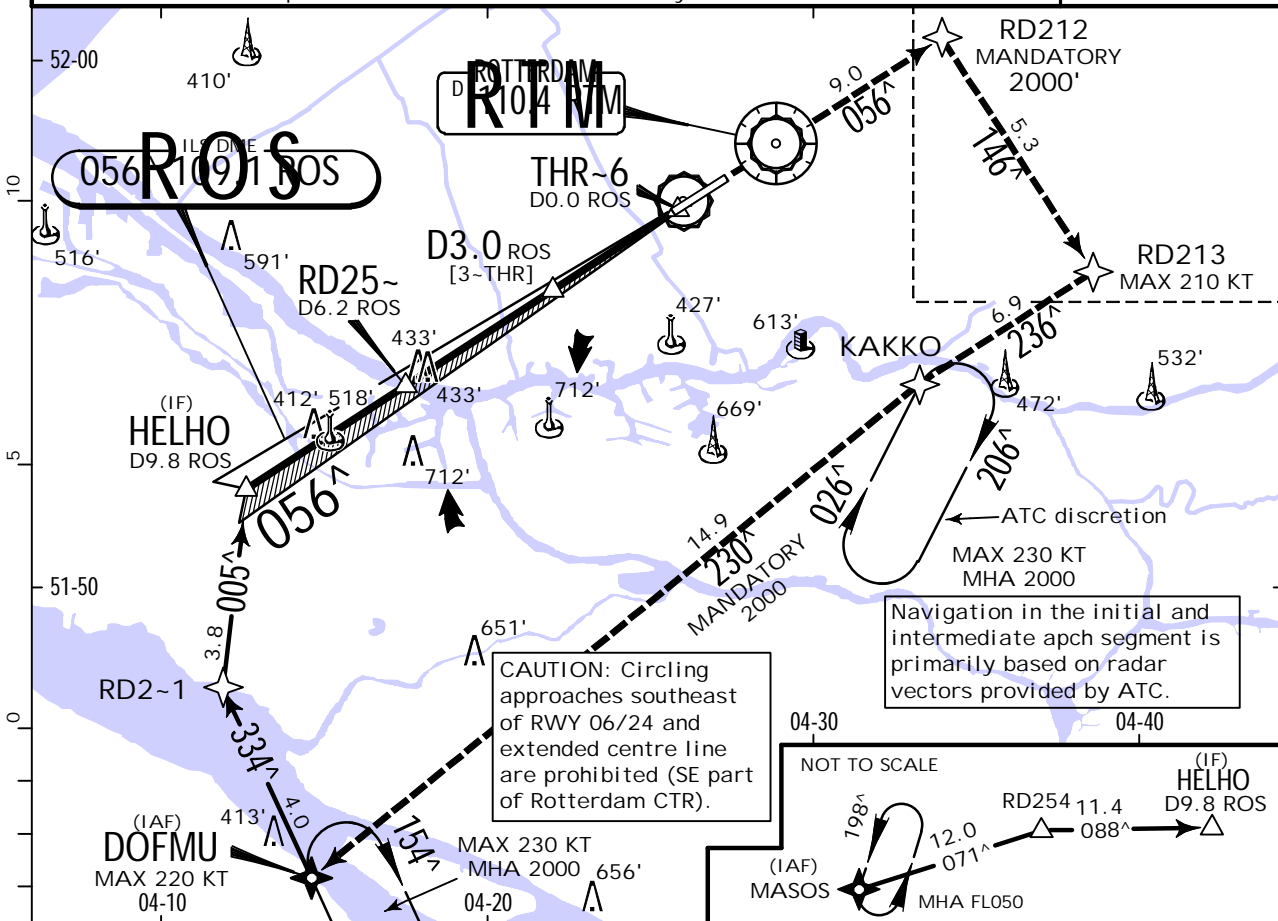 52-00
410'
ROTTERDAM
D 110.4 RTM
RTM
9.0
056^
RD212
MANDATORY
2000'
5.3
146^
ILS DME
056^ 109.1 ROS
ROS
10
THR~6
D0.0 ROS
516'
591'
D3.0 ROS
[3~THR]
RD213
MAX 210 KT
RD25~
D6.2 ROS
427'
613'
6.9
236^
KAKKO
433'
433'
532'
472'
712'
412'
518'
669'
(IF)
HELHO
D9.8 ROS
5
712'
056^
026^
206^
ATC discretion
MAX 230 KT
MHA 2000
14.9
230^
MANDATORY
2000
51-50
005^
3.8
Navigation in the initial and
intermediate apch segment is
primarily based on radar
vectors provided by ATC.
651'
CAUTION: Circling
approaches southeast
of RWY 06/24 and
extended centre line
are prohibited (SE part
of Rotterdam CTR).
RD2~1
0
04-30
04-40
334^
4.0
413'
(IAF)
DOFMU
MAX 220 KT
154^
MAX 230 KT
MHA 2000
656'
04-10
04-20
NOT TO SCALE
(IF)
HELHO
D9.8 ROS
198^
RD254
11.4
088^
12.0
071^
(IAF)
MASOS
MHA FL050